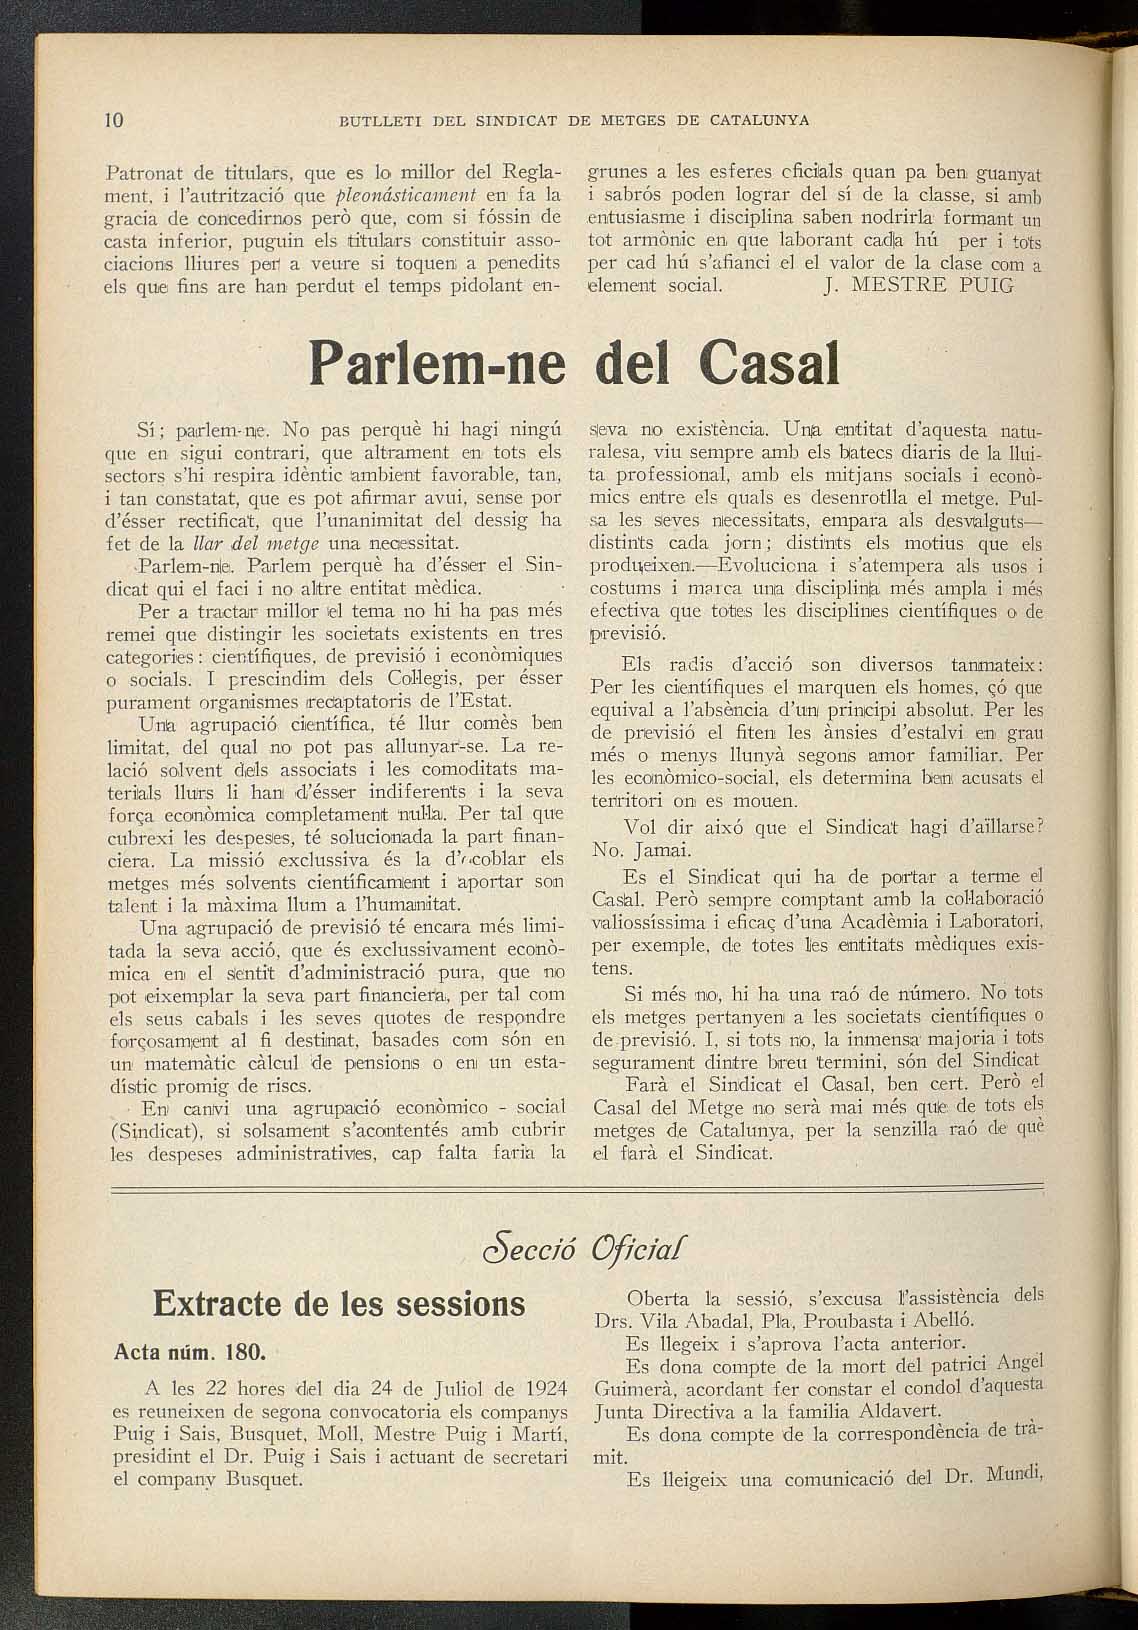 10
BUTLLETI DEL SINDICAT DE METGES DE CATALUNYA
Patronat de titulars, que es lo millor del Regla-
ment, i l'autrització que pleonásticament en fa la
gracia de concedirnos però que, com si fóssin de
casta inferior, puguin els titulars constituir asso-
ciacions lliures per a veure si toquen a penedits
els que fins are han perdut el temps pidolant en-
grunes a les esferes oficials quan pa ben guanyat
i sabrós poden lograr del sí de la classe, si amb
entusiasme i disciplina saben nodrirla formant un
tot armònic en que laborant cada hú per i tots
per cad hú s'afianci el el valor de la clase com a
element social. J. MESTRE PUIG
Parlem-ne del Casal
Sí; parlem-ne. No pas perquè hi hagi ningú
que en sigui contrari, que altrament en tots els
sectors s'hi respira idèntic ambient favorable, tan,
i tan constatat, que es pot afirmar avui, sense por
d'ésser rectificat, que l'unanimitat del dessig ha
fet de la llar del metge una necessitat.
Parlem-ne. Parlem perquè ha d'ésser el Sin-
dicat qui el faci i no altre entitat mèdica.
Per a tractar millor el tema no hi ha pas més
remei que distingir les societats existents en tres
categories: científiques, de previsió i econòmiques
o socials. I prescindim dels Col·legis, per ésser
purament organismes recaptatoris de l'Estat.
Una agrupació científica, té llur comès ben
limitat, del qual no pot pas allunyar-se. La re-
lació solvent dels associats i les comoditats ma-
terials llurs li han d'ésser indiferents i la seva
força econòmica completament nul·la. Per tal que
cubrexi les despeses, té solucionada la part finan-
ciera. La missió exclussiva és la d'acoblar els
metges més solvents científicament i aportar son
talent i la màxima llum a l'humanitat.
Una agrupació de previsió té encara més limi-
tada la seva acció, que és exclussivament econò-
mica en el sentit d'administració pura, que no
pot eixemplar la seva part financiera, per tal com
els seus cabals i les seves quotes de respondre
forçosament al fi destinat, basades com són en
un matemàtic càlcul de pensions o en un esta-
dístic promig de riscs.
En canvi una agrupació econòmico - social
(Sindicat), si solsament s'acontentés amb cubrir
les despeses administratives, cap falta faria la
seva no existència. Una entitat d'aquesta natu-
ralesa, viu sempre amb els batecs diaris de la llui-
ta professional, amb els mitjans socials i econò-
mics entre els quals es desenrotlla el metge. Pul-
sa les seves necessitats, empara als desvalguts—
distints cada jorn; distints els motius que els
produeixen.—Evoluciona i s'atempera als usos i
costums i marca una disciplina més ampla i més
efectiva que totes les disciplines científiques o de
previsió.
Els radis d'acció son diversos tanmateix:
Per les científiques el marquen els homes, çó que
equival a l'absència d'un principi absolut. Per les
de previsió el fiten les ànsies d'estalvi en grau
més o menys llunyà segons amor familiar. Per
les económico-social, els determina ben acusats el
territori on es mouen.
Vol dir aixó que el Sindicat hagi d'aïllarse?
No. Jamai.
Es el Sindicat qui ha de portar a terme el
Casal. Però sempre comptant amb la col·laboració
valiossíssima i eficaç d'una Acadèmia i Laboratori,
per exemple, de totes les entitats mèdiques exis-
tens.
Si més no, hi ha una raó de número. No tots
els metges pertanyen a les societats científiques o
de previsió. I, si tots no, la inmensa majoria i tots
segurament dintre breu termini, són del Sindicat
Farà el Sindicat el Casal, ben cert. Però el
Casal del Metge no serà mai més que de tots els
metges de Catalunya, per la senzilla raó de què
el farà el Sindicat.
Secció Oficial
Extracte de les sessions
Acta núm. 180.
A les 22 hores del dia 24 de Juliol de 1924
es reuneixen de segona convocatoria els companys
Puig i Sais, Busquet, Moll, Mestre Puig i Martí,
presidint el Dr. Puig i Sais i actuant de secretari
el company Busquet.
Oberta la sessió, s'excusa l'assistència dels
Drs. Vila Abadal, Pla, Proubasta i Abelló.
Es llegeix i s'aprova l'acta anterior.
Es dona compte de la mort del patrici Angel
Guimerà, acordant fer constar el condol d'aquesta
Junta Directiva a la familia Aldavert.
Es dona compte de la correspondència de trà-
mit.
Es lleigeix una comunicació del Dr. Mundi,